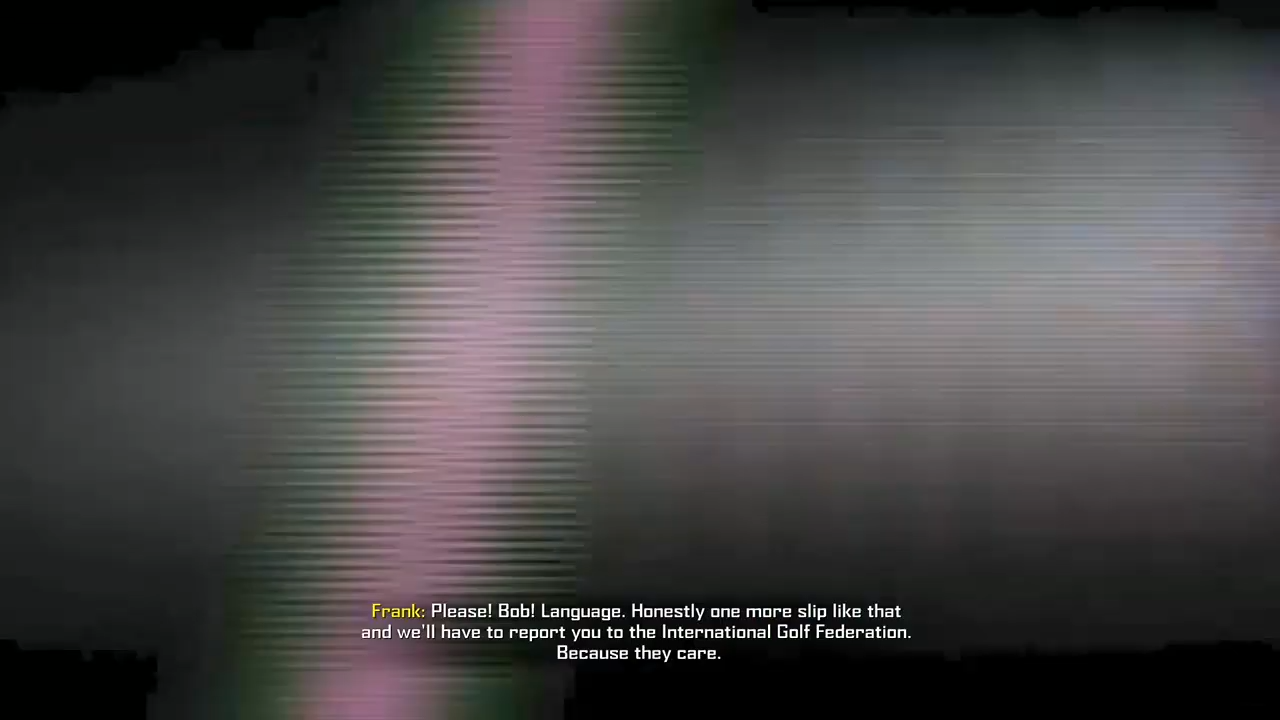 Frank: Please! Bob! Language. Honestly one more slip like that
and we'll have to report you to the International Golf Federation.
Because they care.